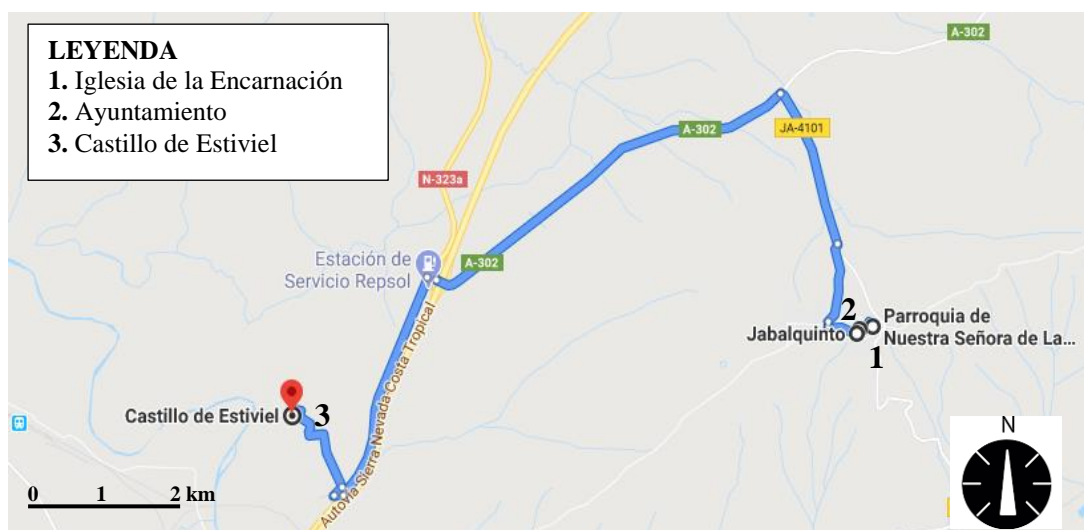 LEYENDA
1. Iglesia de la Encarnación
2. Ayuntamiento
3. Castillo de Estiviel
A-302
A-302
JA-4101
N-323a
Estación de
Servicio Repsol
A-302
2
Parroquia de
Nuestra Señora de La...
Jabalquinto
1
Castillo de Estiviel
3
Autovía Sierra Nevada-Costa Tropical
N
0 1 2 km